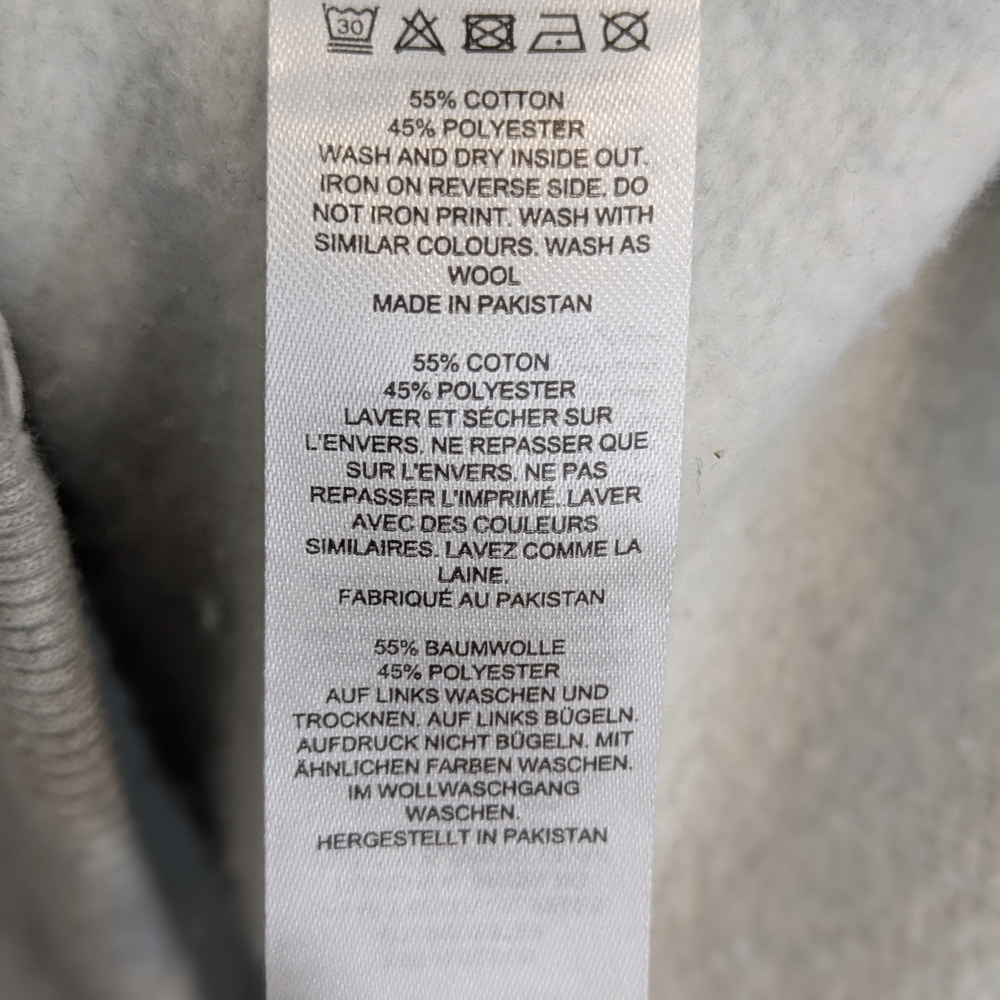 30
55% COTTON
45% POLYESTER
WASH AND DRY INSIDE OUT.
IRON ON REVERSE SIDE. DO
NOT IRON PRINT. WASH WITH
SIMILAR COLOURS. WASH AS
WOOL
MADE IN PAKISTAN
55% COTON
45% POLYESTER
LAVER ET SÉCHER SUR
L'ENVERS. NE REPASSER QUE
SUR L'ENVERS. NE PAS
REPASSER L'IMPRIMÉ. LAVER
AVEC DES COULEURS
SIMILAIRES. LAVEZ COMME LA
LAINE.
FABRIQUÉ AU PAKISTAN
55% BAUMWOLLE
45% POLYESTER
AUF LINKS WASCHEN UND
TROCKNEN. AUF LINKS BÜGELN.
AUFDRUCK NICHT BÜGELN. MIT
ÄHNLICHEN FARBEN WASCHEN.
IM WOLLWASCHGANG
WASCHEN.
HERGESTELLT IN PAKISTAN